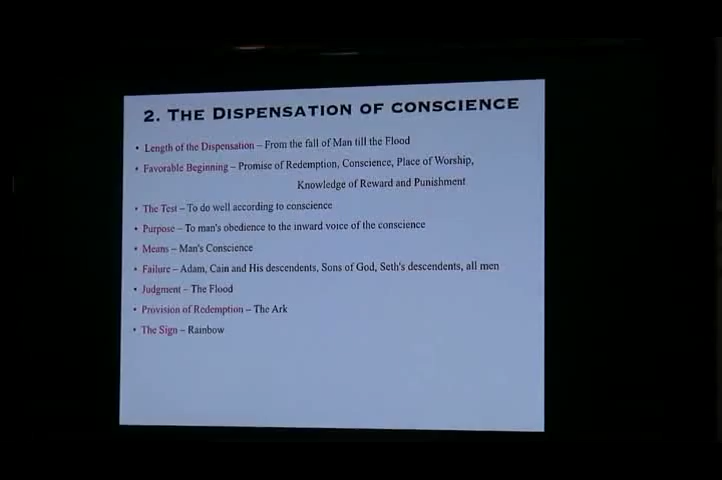 2. The Dispensation of conscience
• Length of the Dispensation – From the fall of Man till the Flood
• Favorable Beginning – Promise of Redemption, Conscience, Place of Worship,
Knowledge of Reward and Punishment
• The Test – To do well according to conscience
• Purpose – To man's obedience to the inward voice of the conscience
• Means – Man's Conscience
• Failure – Adam, Cain and His descendents, Sons of God, Seth's descendents, all men
• Judgment – The Flood
• Provision of Redemption – The Ark
• The Sign – Rainbow